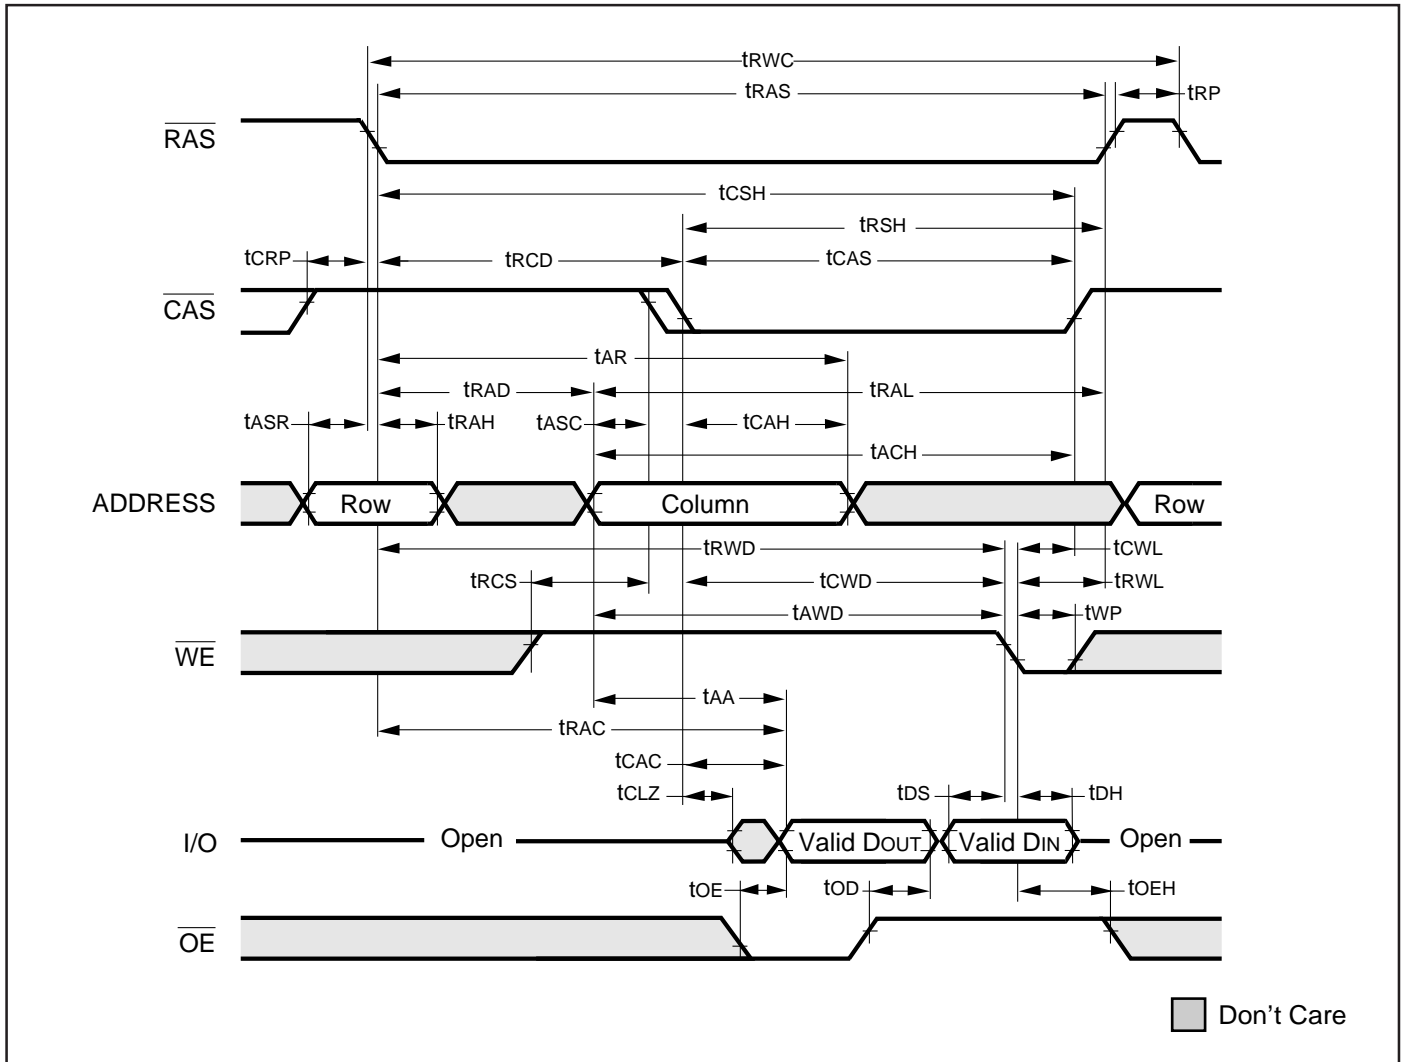 tRWC
tRAS
tRP
RAS
tCSH
tRSH
tCRP
tRCD
tCAS
CAS
tAR
tRAD
tRAL
tASR
tRAH
tASC
tCAH
tACH
ADDRESS
Row
Column
Row
tRWD
tCWL
tRCS
tCWD
tRWL
tAWD
tWP
WE
tAA
tRAC
tCAC
tCLZ
tDS
tDH
I/O
Open
Valid DOUT
Valid DIN
Open
tOE
tOD
tOEH
OE
Don't Care